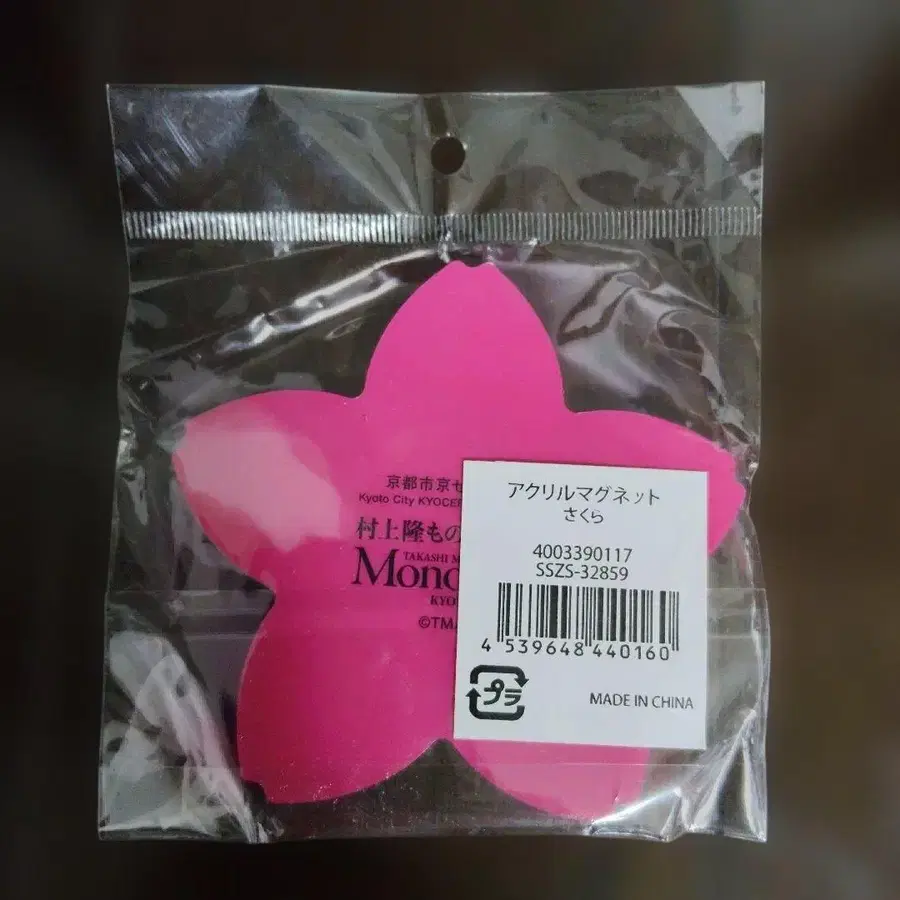 京都市京セ
Kyoto City KYOCER
村上隆もの
TAKASHI M
Mono
KYO
©TM
アクリルマグネット
さくら
4003390117
SSZS-32859
4 539648 440160
プラ
MADE IN CHINA